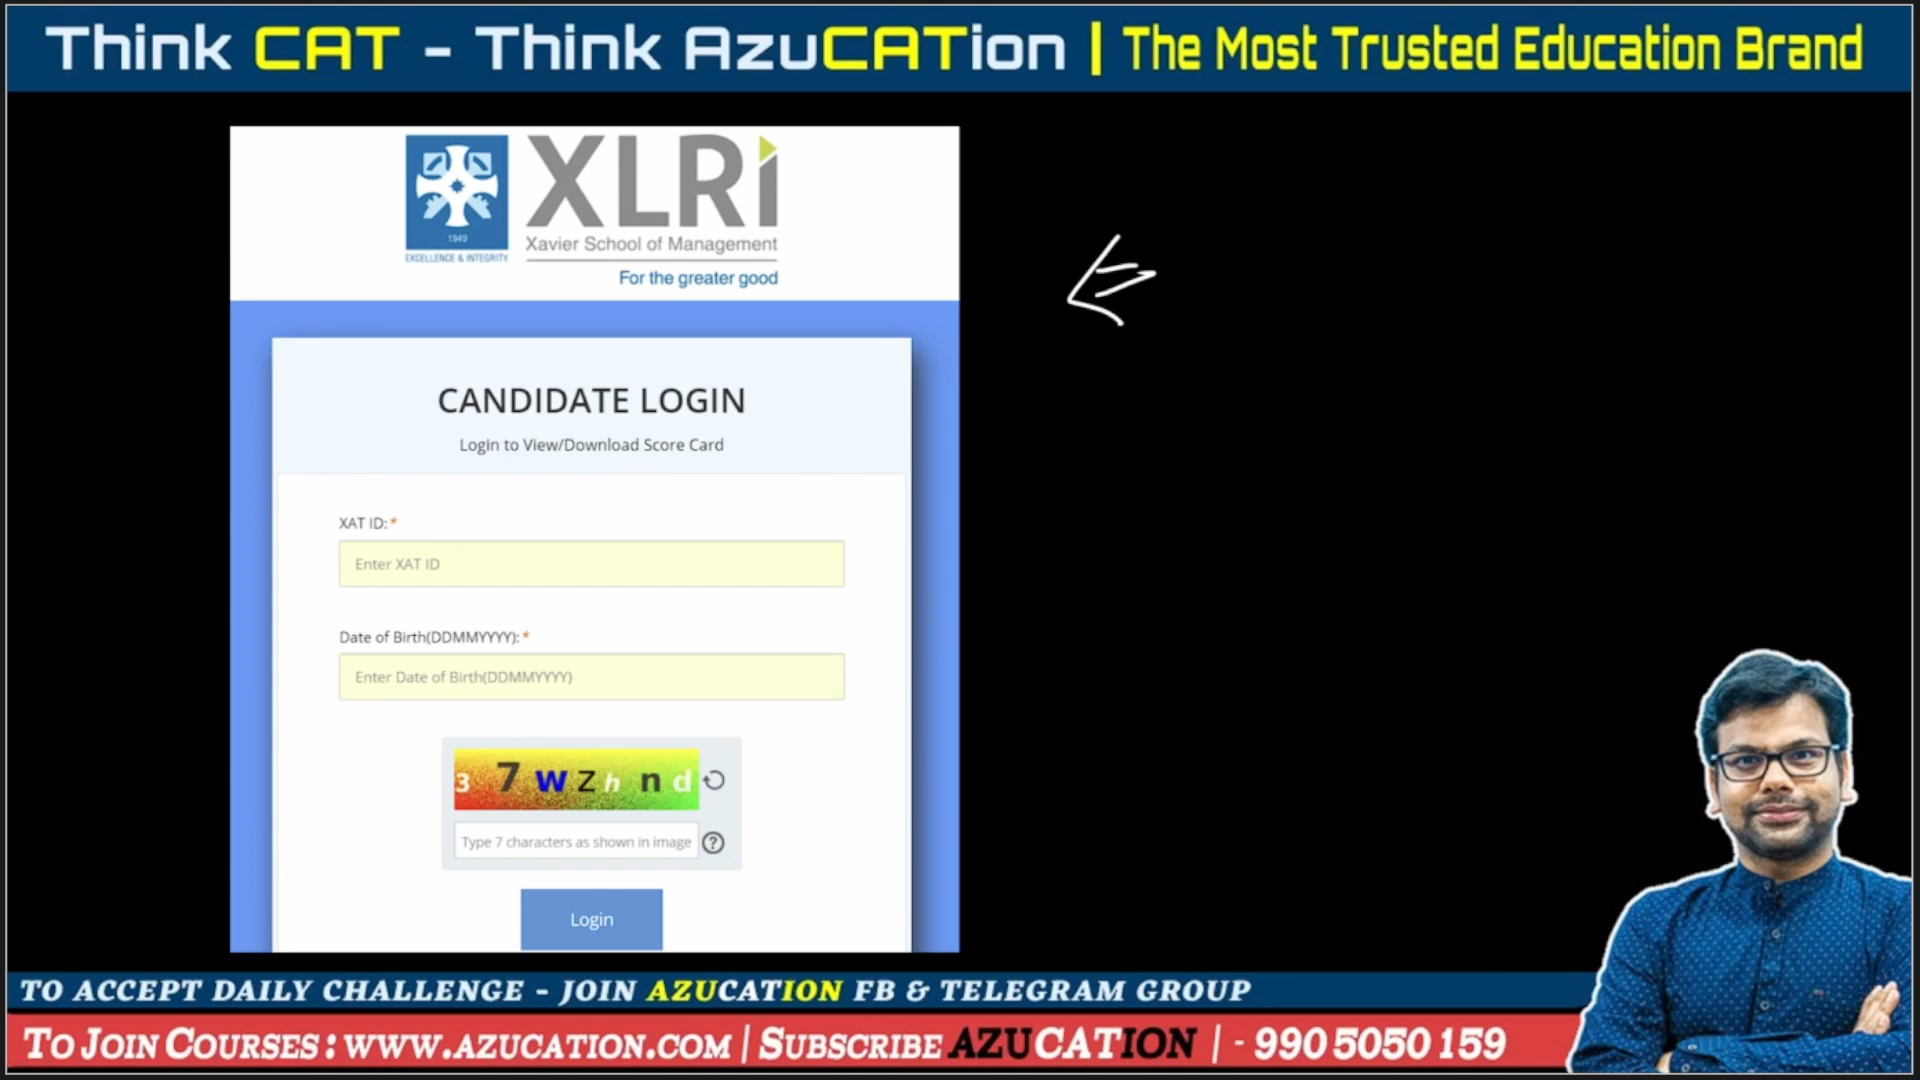 Think CAT - Think AzuCATion | The Most Trusted Education Brand
XLRi
1949
EXCELLENCE & INTEGRITY
Xavier School of Management
For the greater good
CANDIDATE LOGIN
Login to View/Download Score Card
XAT ID:*
Enter XAT ID
Date of Birth(DDMMYYYY):*
Enter Date of Birth(DDMMYYYY)
3 7 w z h n d
Type 7 characters as shown in image
?
Login
TO ACCEPT DAILY CHALLENGE - JOIN AZUCATION FB & TELEGRAM GROUP
TO JOIN COURSES : WWW.AZUCATION.COM | SUBSCRIBE AZUCATION | - 990 5050 159